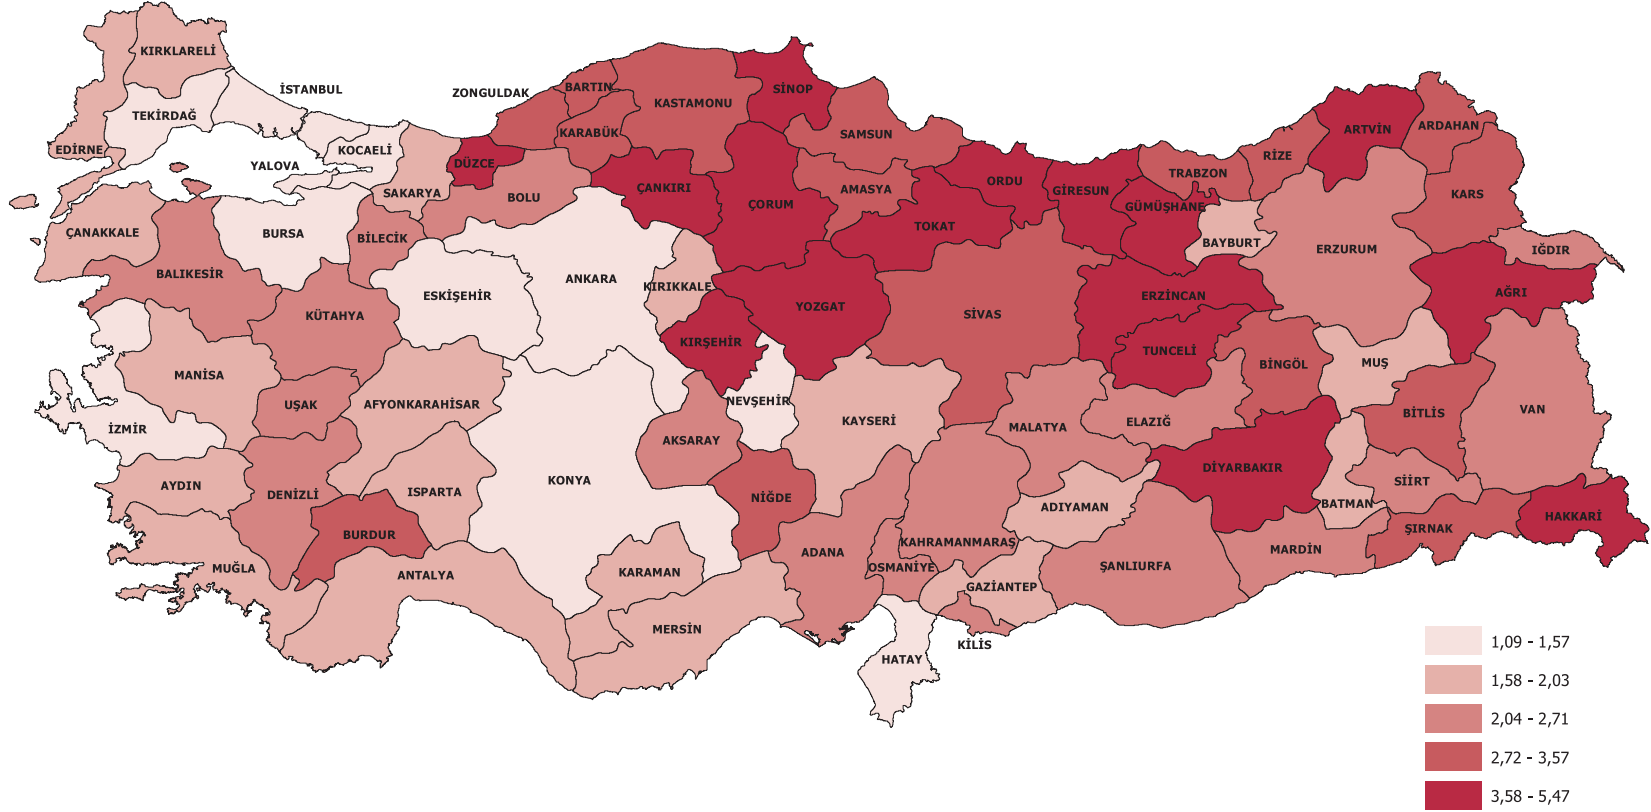 KIRKLARELİ
İSTANBUL
TEKİRDAĞ
EDİRNE
YALOVA
KOCAELİ
SAKARYA
DÜZCE
ZONGULDAK
BARTIN
KARABÜK
KASTAMONU
SİNOP
SAMSUN
BOLU
ÇANKIRI
ÇORUM
AMASYA
TOKAT
ORDU
GİRESUN
GÜMÜŞHANE
TRABZON
RİZE
ARTVİN
ARDAHAN
KARS
IĞDIR
BAYBURT
ERZURUM
AĞRI
ÇANAKKALE
BALIKESİR
BURSA
BİLECİK
ESKİŞEHİR
KÜTAHYA
ANKARA
KIRIKKALE
KIRŞEHİR
YOZGAT
SİVAS
ERZİNCAN
TUNCELİ
BİNGÖL
MUŞ
BİTLİS
VAN
MANİSA
UŞAK
AFYONKARAHİSAR
İZMİR
AYDIN
DENİZLİ
ISPARTA
BURDUR
MUĞLA
ANTALYA
KONYA
AKSARAY
NEVŞEHİR
KAYSERİ
NİĞDE
KARAMAN
MERSİN
ADANA
OSMANİYE
KAHRAMANMARAŞ
MALATYA
ELAZIĞ
DİYARBAKIR
ADIYAMAN
ŞANLIURFA
GAZİANTEP
KİLİS
HATAY
BATMAN
SİİRT
MARDİN
ŞIRNAK
HAKKARİ
1,09 - 1,57
1,58 - 2,03
2,04 - 2,71
2,72 - 3,57
3,58 - 5,47